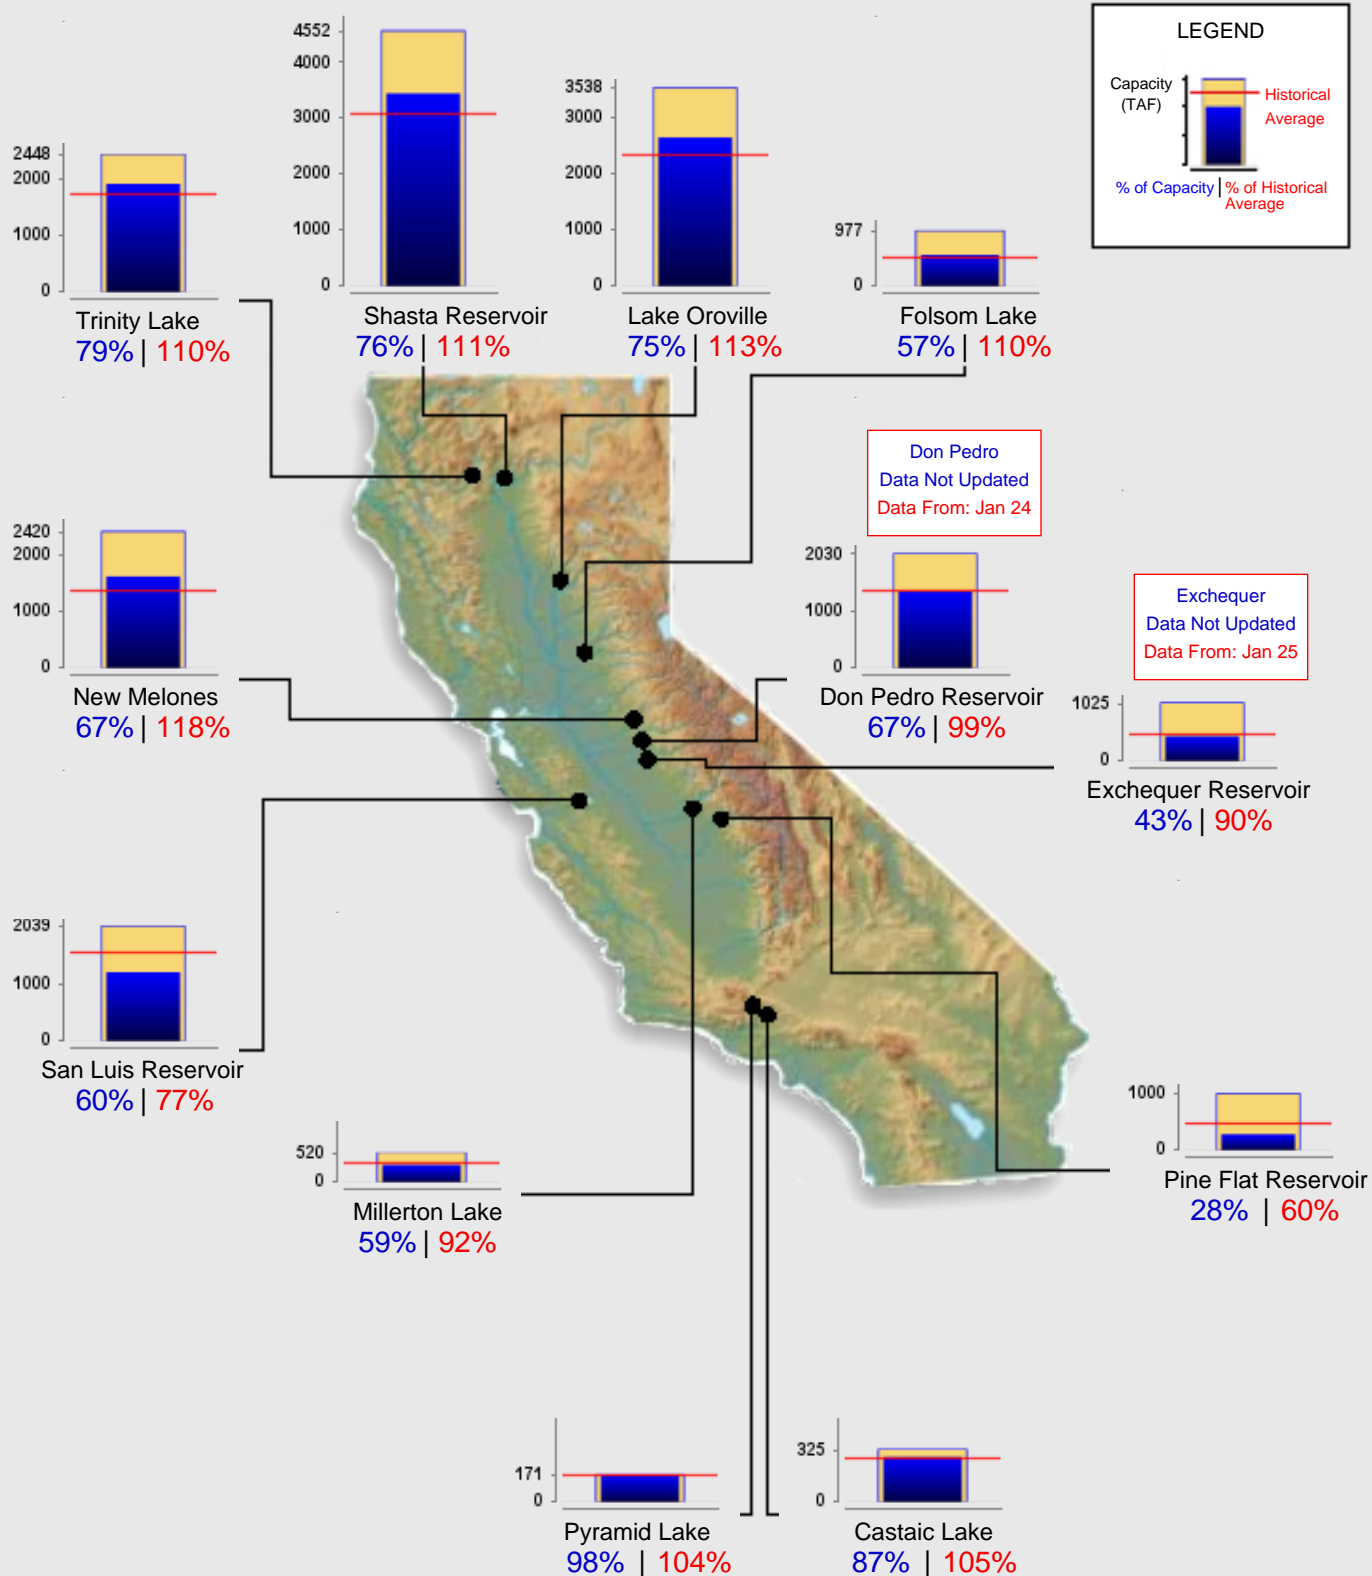 LEGEND
Capacity
(TAF)
Historical
Average
% of Capacity | % of Historical
Average
4552
4000
3000
2000
1000
0
Shasta Reservoir
76% | 111%
3538
3000
2000
1000
0
Lake Oroville
75% | 113%
977
0
Folsom Lake
57% | 110%
2448
2000
1000
0
Trinity Lake
79% | 110%
Don Pedro
Data Not Updated
Data From: Jan 24
2030
1000
0
Don Pedro Reservoir
67% | 99%
Exchequer
Data Not Updated
Data From: Jan 25
1025
0
Exchequer Reservoir
43% | 90%
2420
2000
1000
0
New Melones
67% | 118%
2039
1000
0
San Luis Reservoir
60% | 77%
520
0
Millerton Lake
59% | 92%
1000
0
Pine Flat Reservoir
28% | 60%
171
0
Pyramid Lake
98% | 104%
325
0
Castaic Lake
87% | 105%